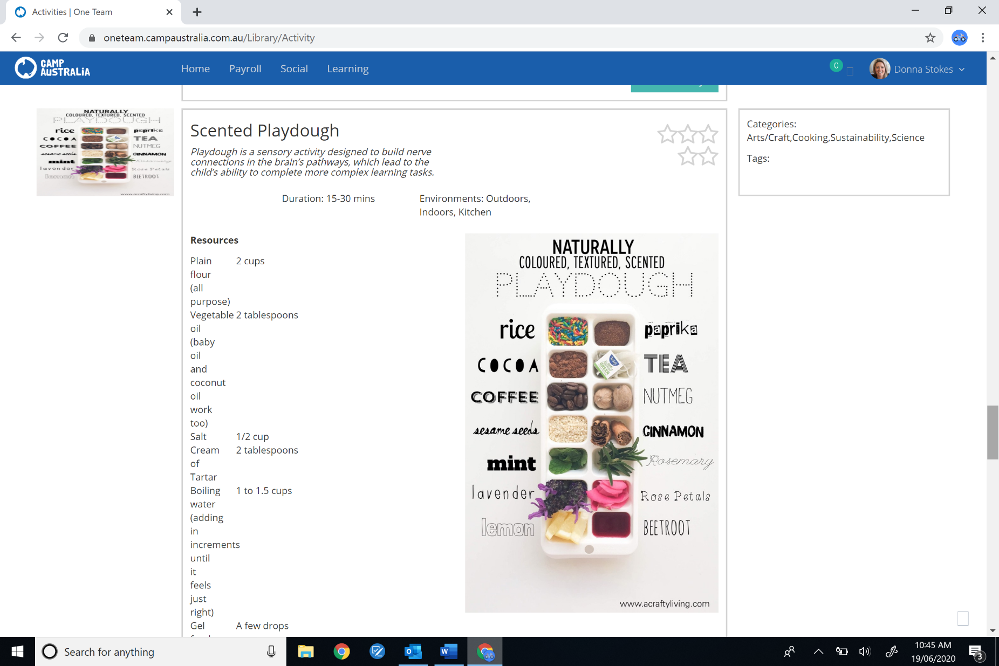 Activities | One Team
oneteam.campaustralia.com.au/Library/Activity
CAMP
AUSTRALIA
Home
Payroll
Social
Learning
0
Donna Stokes
NATURALLY
COLOURED, TEXTURED, SCENTED
PLAYDOUGH
rice
paprika
COCOA
TEA
COFFEE
NUTMEG
sesame seeds
CINNAMON
mint
Rosemary
lavender
Rose Petals
lemon
BEETROOT
www.acraftyliving.com
Scented Playdough
Playdough is a sensory activity designed to build nerve
connections in the brain's pathways, which lead to the
child's ability to complete more complex learning tasks.
Duration: 15-30 mins
Environments: Outdoors,
Indoors, Kitchen
Categories:
Arts/Craft,Cooking,Sustainability,Science
Tags:
Resources
Plain 2 cups
flour
(all
purpose)
Vegetable 2 tablespoons
oil
(baby
oil
and
coconut
oil
work
too)
Salt 1/2 cup
Cream 2 tablespoons
of
Tartar
Boiling 1 to 1.5 cups
water
(adding
in
increments
until
it
feels
just
right)
Gel A few drops
NATURALLY
COLOURED, TEXTURED, SCENTED
PLAYDOUGH
rice
paprika
COCOA
TEA
COFFEE
NUTMEG
sesame seeds
CINNAMON
mint
Rosemary
lavender
Rose Petals
lemon
BEETROOT
GREEN
www.acraftyliving.com
Search for anything
10:45 AM
19/06/2020
3